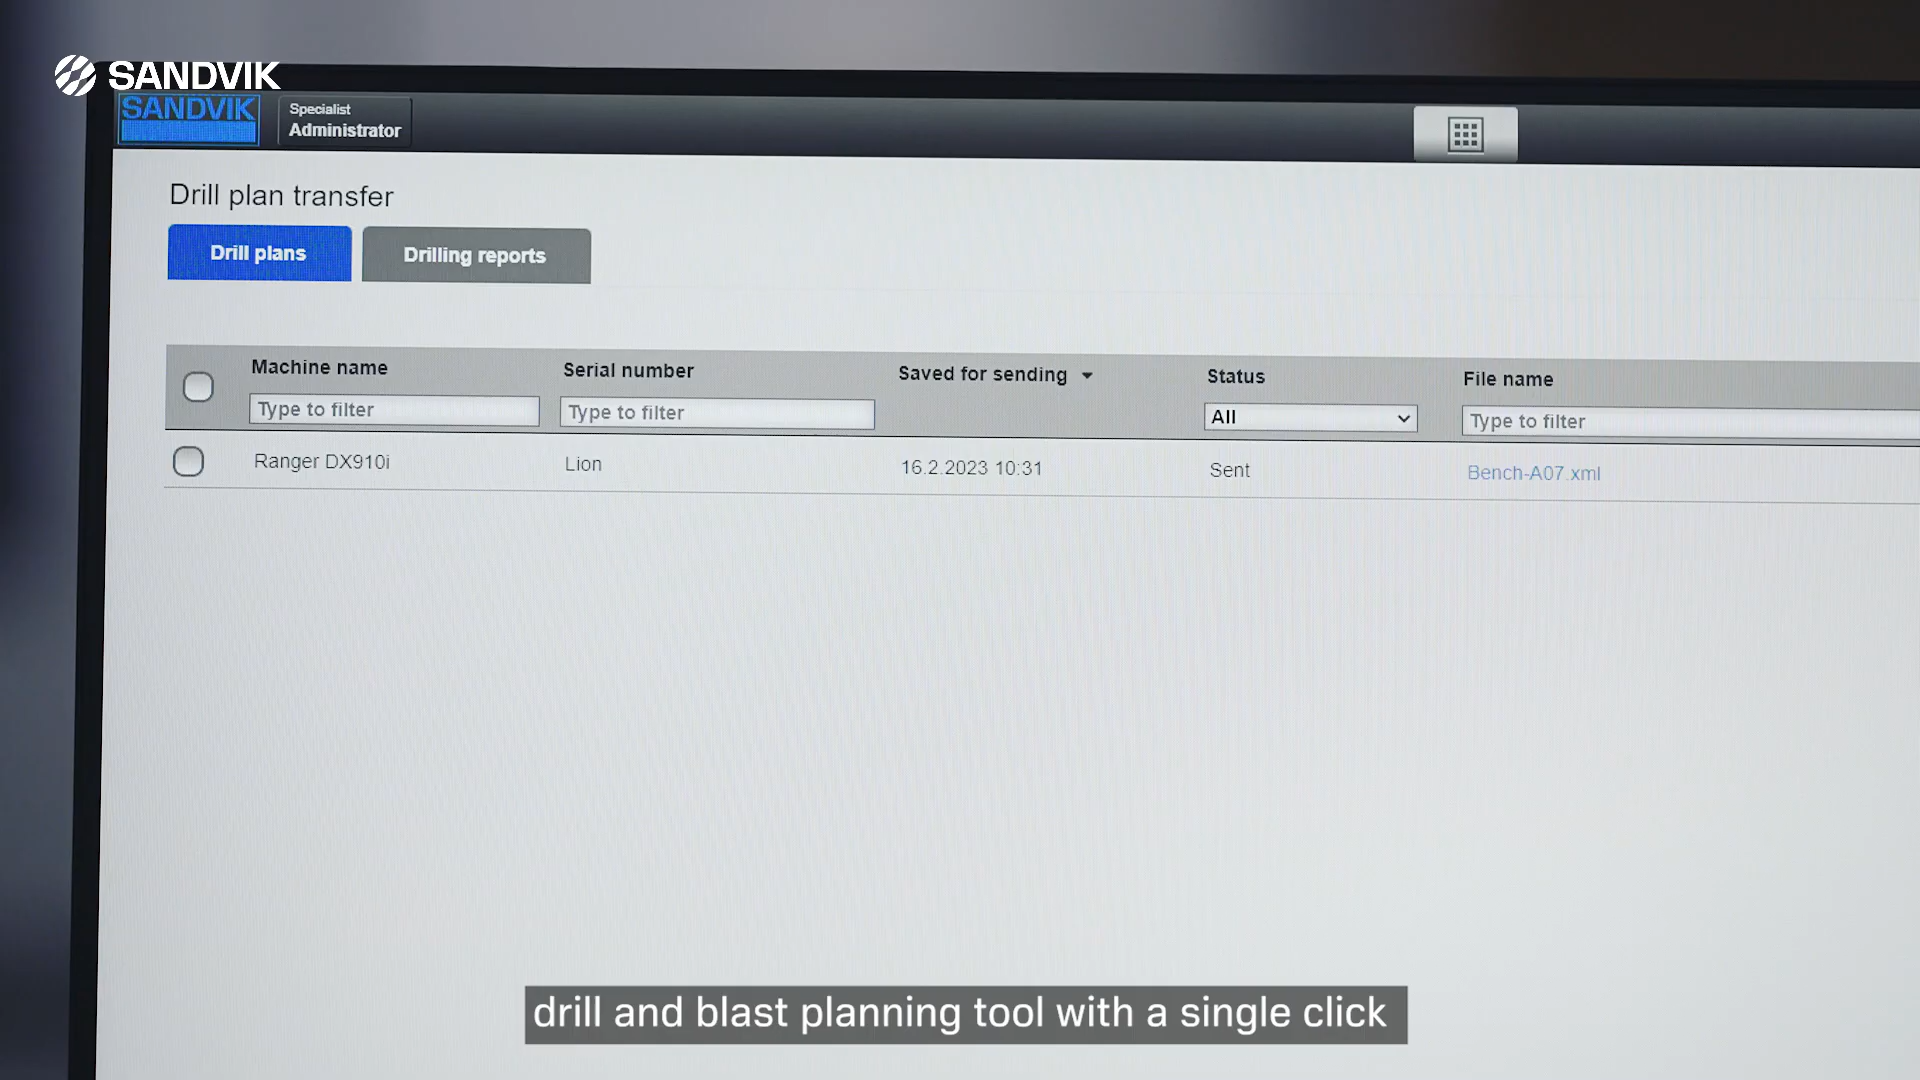 SANDVIK
SANDVIK
Specialist
Administrator
Drill plan transfer
Drill plans
Drilling reports
Machine name
Serial number
Saved for sending
Status
File name
Type to filter
Type to filter
All
Type to filter
Ranger DX910i
Lion
16.2.2023 10:31
Sent
Bench-A07.xml
drill and blast planning tool with a single click